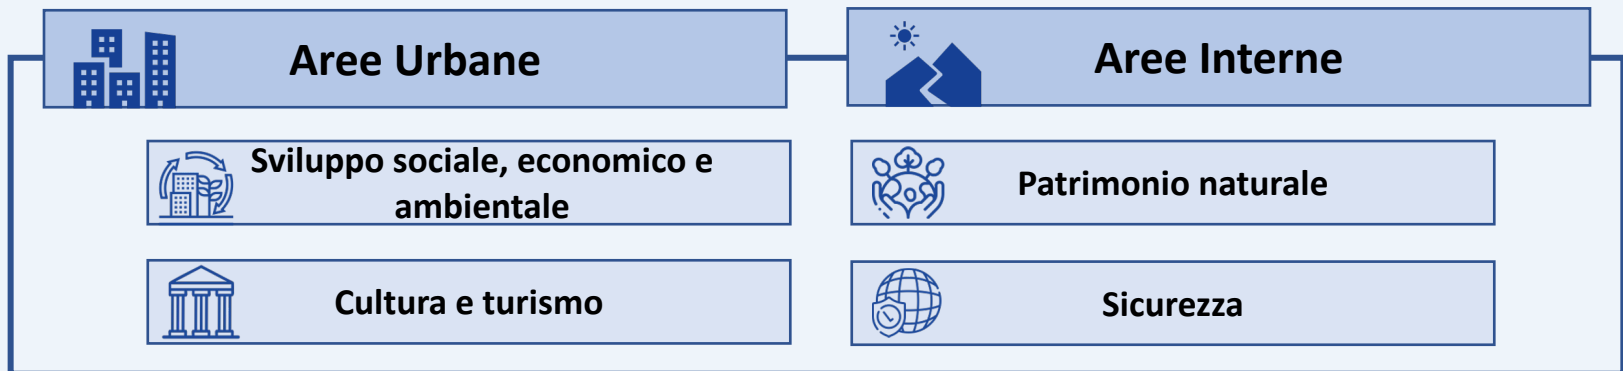 Aree Urbane
Aree Interne
Sviluppo sociale, economico e
ambientale
Patrimonio naturale
Cultura e turismo
Sicurezza